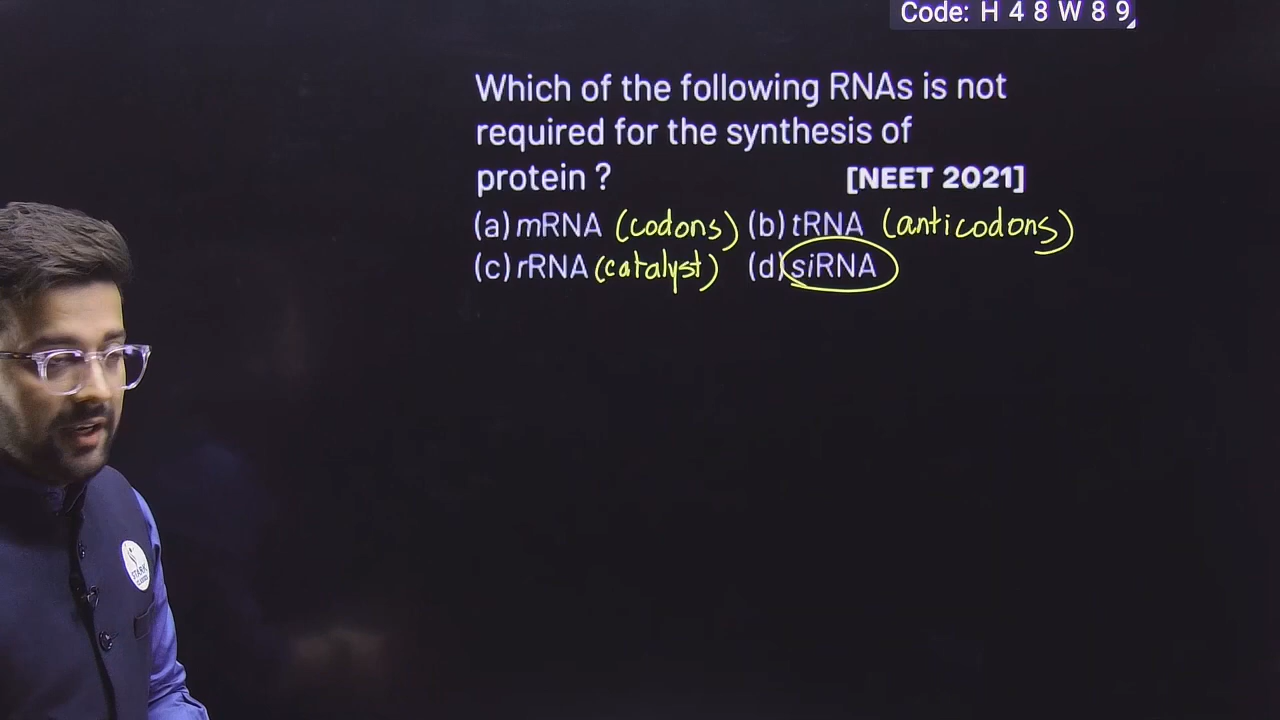 Code: H 4 8 W 8 9
Which of the following RNAs is not
required for the synthesis of
protein ? [NEET 2021]
(a) mRNA (codons) (b) tRNA (anticodons)
(c) rRNA (catalyst) (d) siRNA
STARK